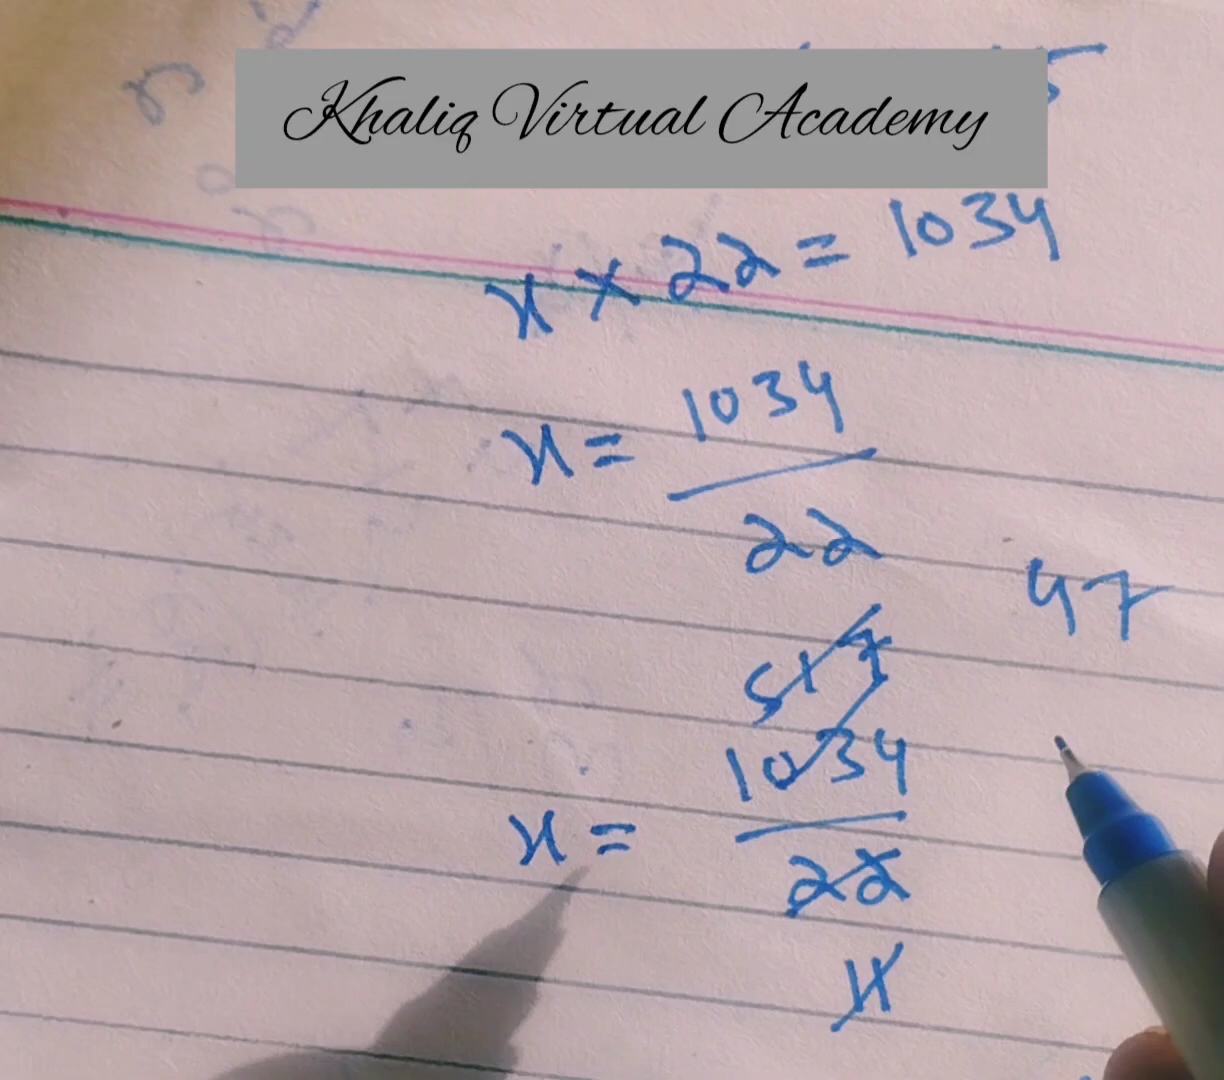 Khaliq Virtual Academy
x × 22 = 1034
x = 1034
22
47
517
1034
x =
22
11